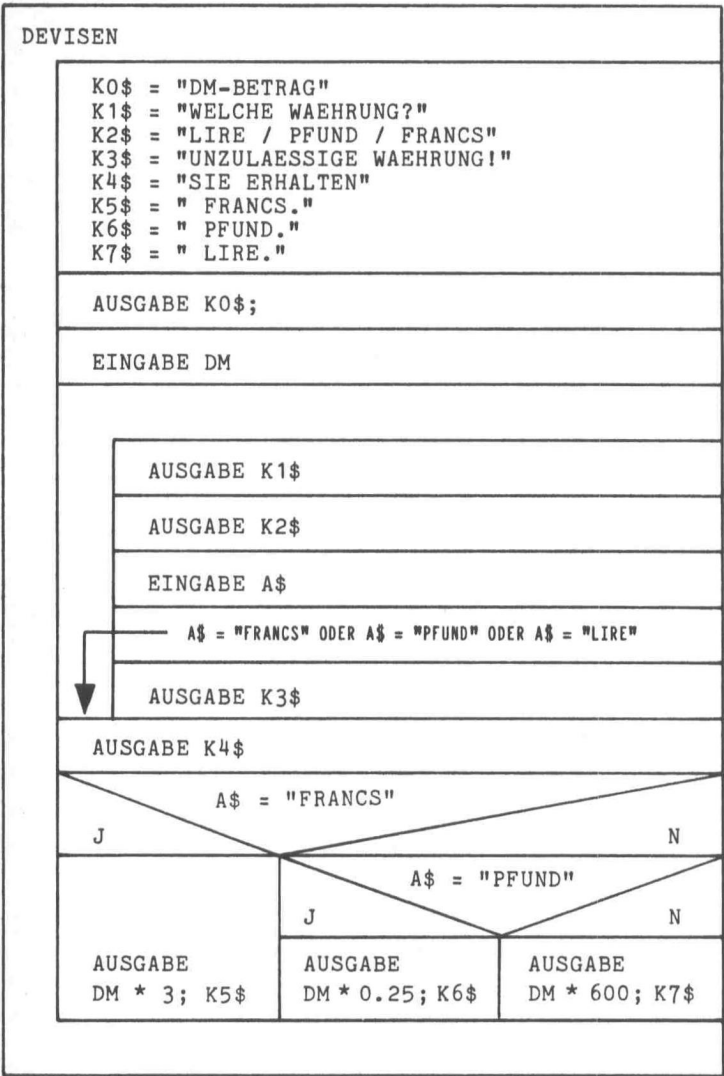 DEVISEN
K0$ = "DM-BETRAG"
K1$ = "WELCHE WAEHRUNG?"
K2$ = "LIRE / PFUND / FRANCS"
K3$ = "UNZULAESSIGE WAEHRUNG!"
K4$ = "SIE ERHALTEN"
K5$ = " FRANCS."
K6$ = " PFUND."
K7$ = " LIRE."
AUSGABE K0$;
EINGABE DM
AUSGABE K1$
AUSGABE K2$
EINGABE A$
A$ = "FRANCS" ODER A$ = "PFUND" ODER A$ = "LIRE"
AUSGABE K3$
AUSGABE K4$
A$ = "FRANCS"
J N
A$ = "PFUND"
J N
AUSGABE
DM * 3; K5$
AUSGABE
DM * 0.25; K6$
AUSGABE
DM * 600; K7$